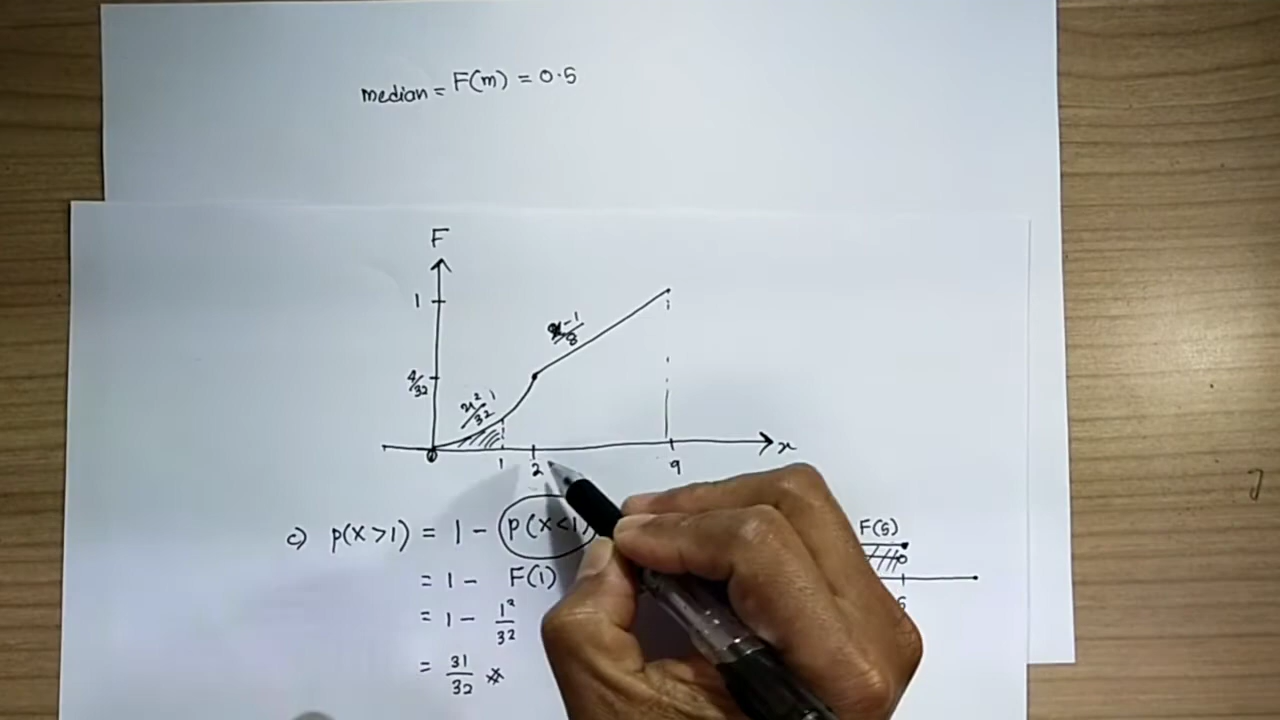 median = F(m) = 0.5
F
1
x-1/8
4/32
x²/32
0 1 2 9 x
c) P(X>1) = 1 - P(X<1)
F(5)
= 1 - F(1)
= 1 - 1²/32
= 31/32